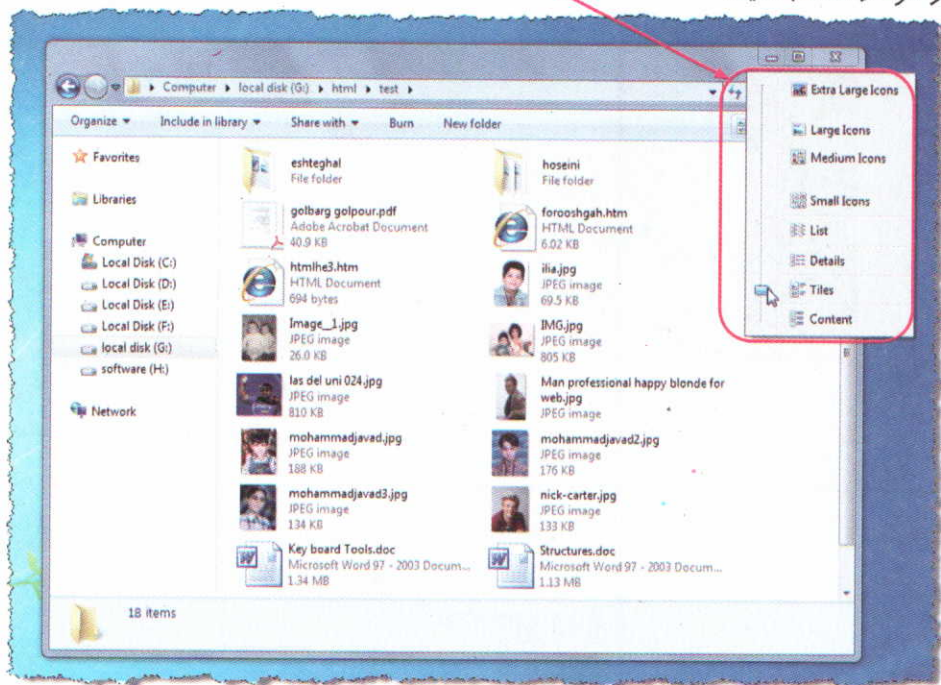 Computer ▸ local disk (G:) ▸ html ▸ test ▸
Organize Include in library Share with Burn New folder
Favorites
Libraries
Computer
Local Disk (C:)
Local Disk (D:)
Local Disk (E:)
Local Disk (F:)
local disk (G:)
software (H:)
Network
eshteghal
File folder
hoseini
File folder
golbarg golpour.pdf
Adobe Acrobat Document
40.9 KB
forooshgah.htm
HTML Document
6.02 KB
htmlhe3.htm
HTML Document
694 bytes
ilia.jpg
JPEG image
69.5 KB
Image_1.jpg
JPEG image
26.0 KB
IMG.jpg
JPEG image
805 KB
las del uni 024.jpg
JPEG image
810 KB
Man professional happy blonde for
web.jpg
JPEG image
mohammadjavad.jpg
JPEG image
188 KB
mohammadjavad2.jpg
JPEG image
176 KB
mohammadjavad3.jpg
JPEG image
134 KB
nick-carter.jpg
JPEG image
133 KB
Key board Tools.doc
Microsoft Word 97 - 2003 Docum...
1.34 MB
Structures.doc
Microsoft Word 97 - 2003 Docum...
1.13 MB
Extra Large Icons
Large Icons
Medium Icons
Small Icons
List
Details
Tiles
Content
18 items